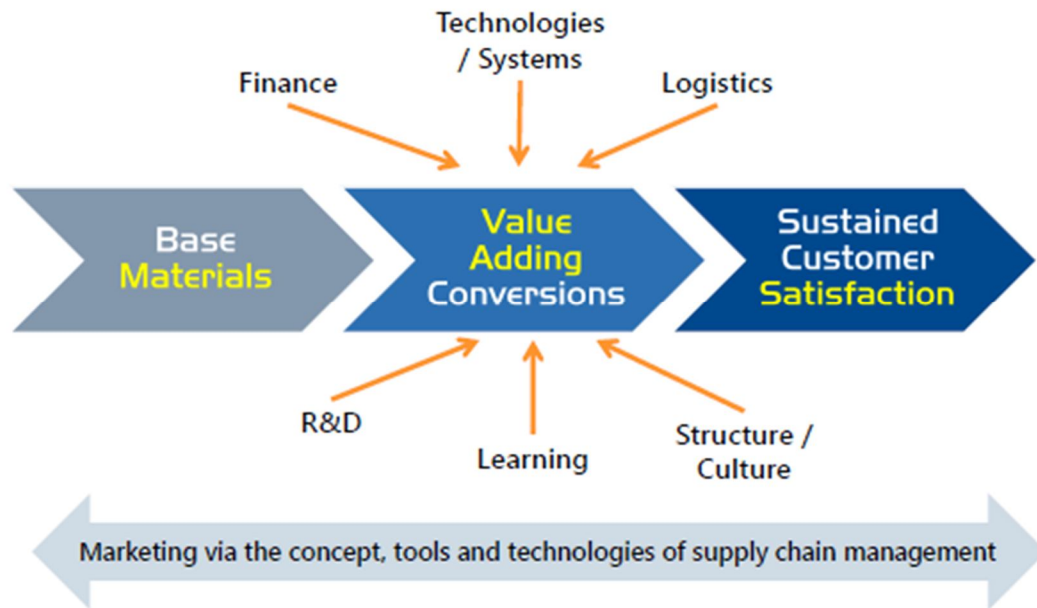 Technologies
/ Systems
Finance
Logistics
Base
Materials
Value
Adding
Conversions
Sustained
Customer
Satisfaction
R&D
Learning
Structure /
Culture
Marketing via the concept, tools and technologies of supply chain management